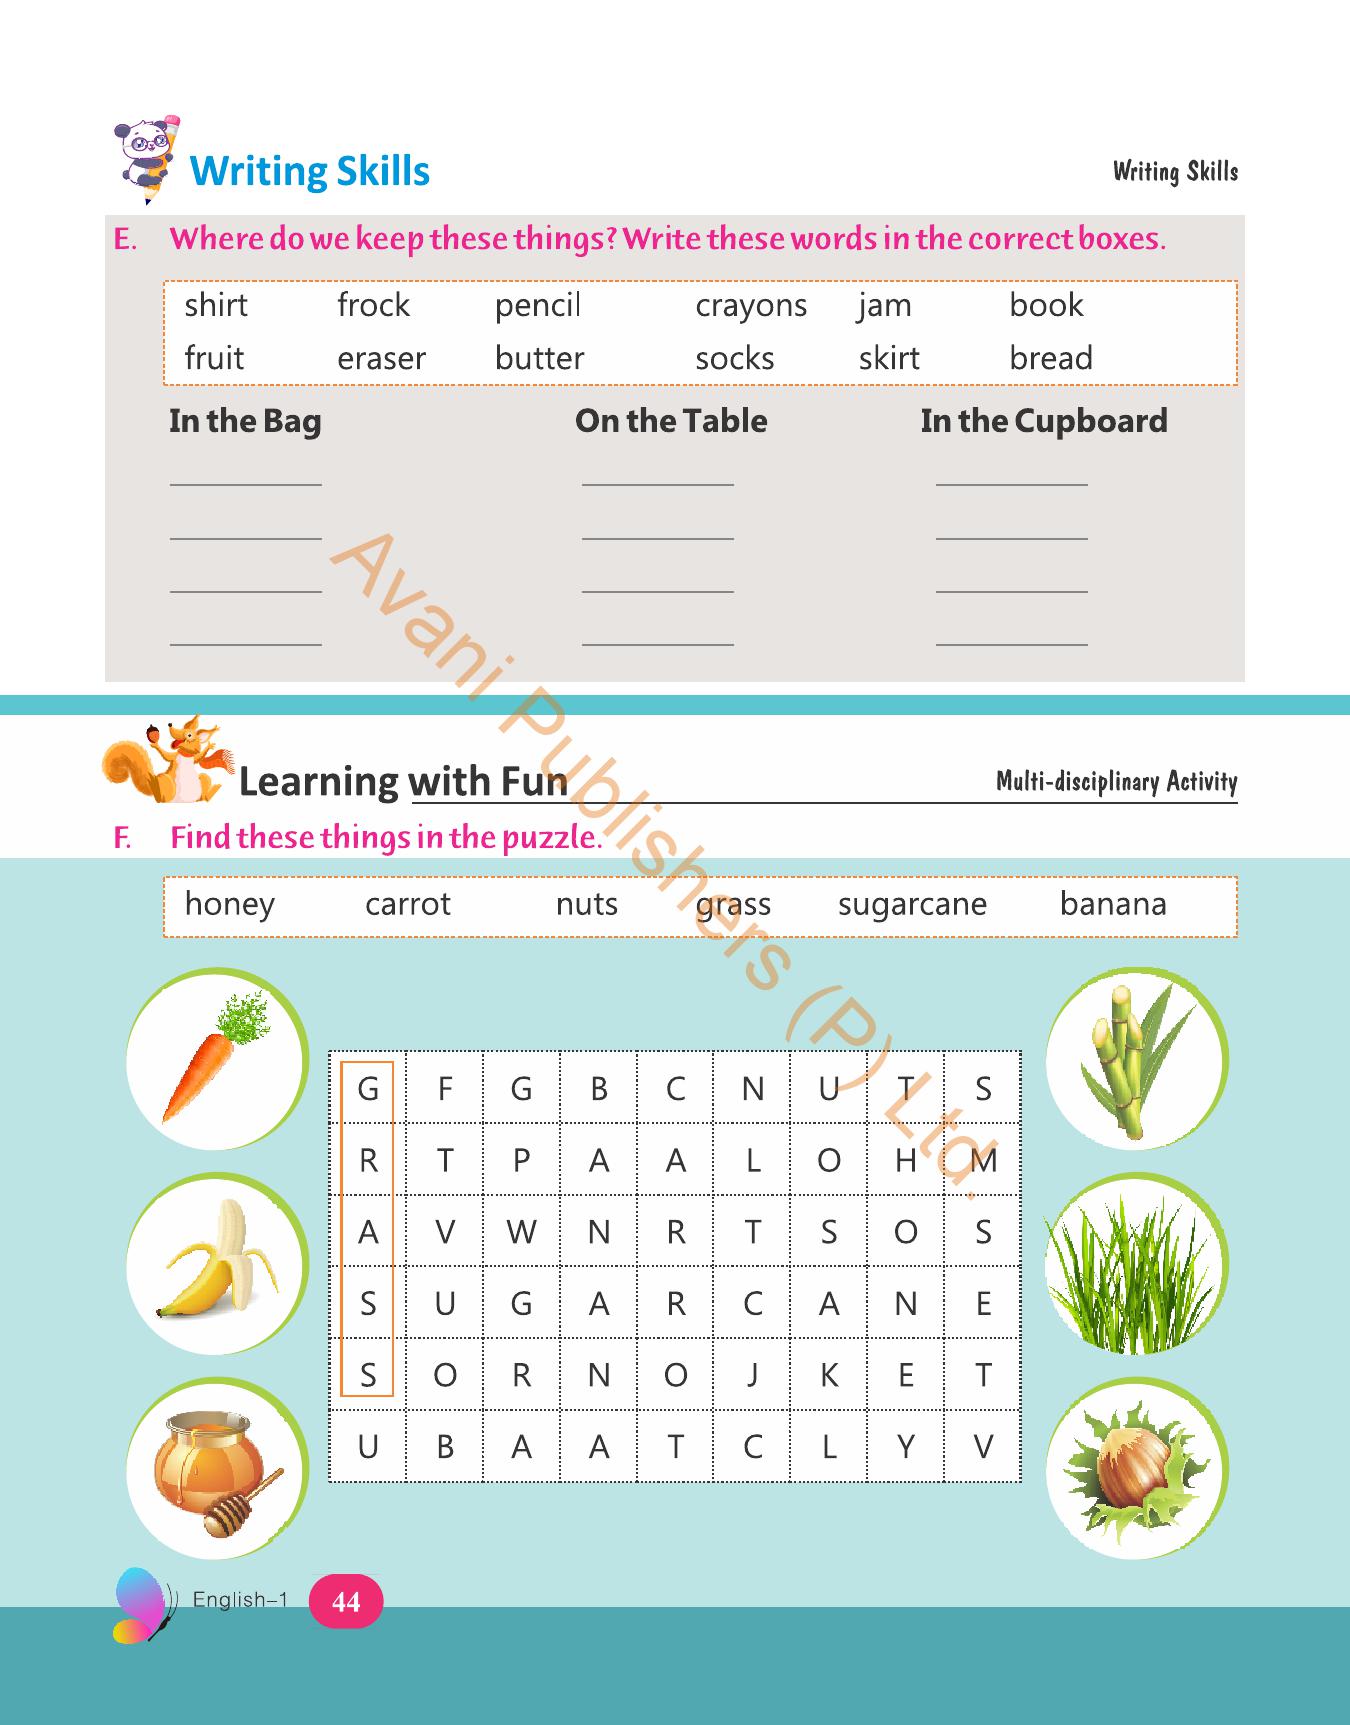 Writing Skills
Writing Skills
E. Where do we keep these things? Write these words in the correct boxes.
shirt frock pencil crayons jam book
fruit eraser butter socks skirt bread
In the Bag On the Table In the Cupboard
Learning with Fun
Multi-disciplinary Activity
F. Find these things in the puzzle.
honey carrot nuts grass sugarcane banana
G F G B C N U T S
R T P A A L O H M
A V W N R T S O S
S U G A R C A N E
S O R N O J K E T
U B A A T C L Y V
Avani Publishers (P) Ltd.
English–1 44